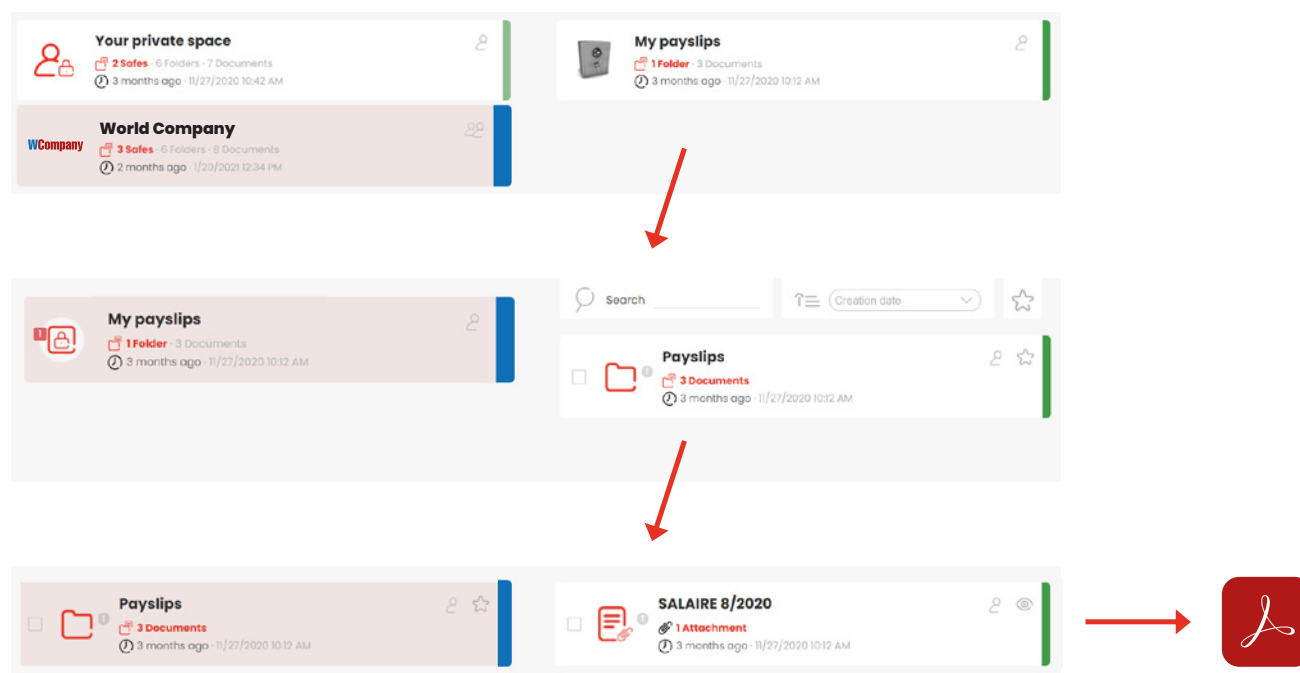 Your private space
2 Safes · 6 Folders · 7 Documents
3 months ago · 11/27/2020 10:42 AM
My payslips
1 Folder · 3 Documents
3 months ago · 11/27/2020 10:12 AM
WCompany
World Company
3 Safes · 6 Folders · 8 Documents
2 months ago · 1/20/2021 12:34 PM
1
My payslips
1 Folder · 3 Documents
3 months ago · 11/27/2020 10:12 AM
Search
Creation date
Payslips
3 Documents
3 months ago · 11/27/2020 10:12 AM
Payslips
3 Documents
3 months ago · 11/27/2020 10:12 AM
SALAIRE 8/2020
1 Attachment
3 months ago · 11/27/2020 10:12 AM